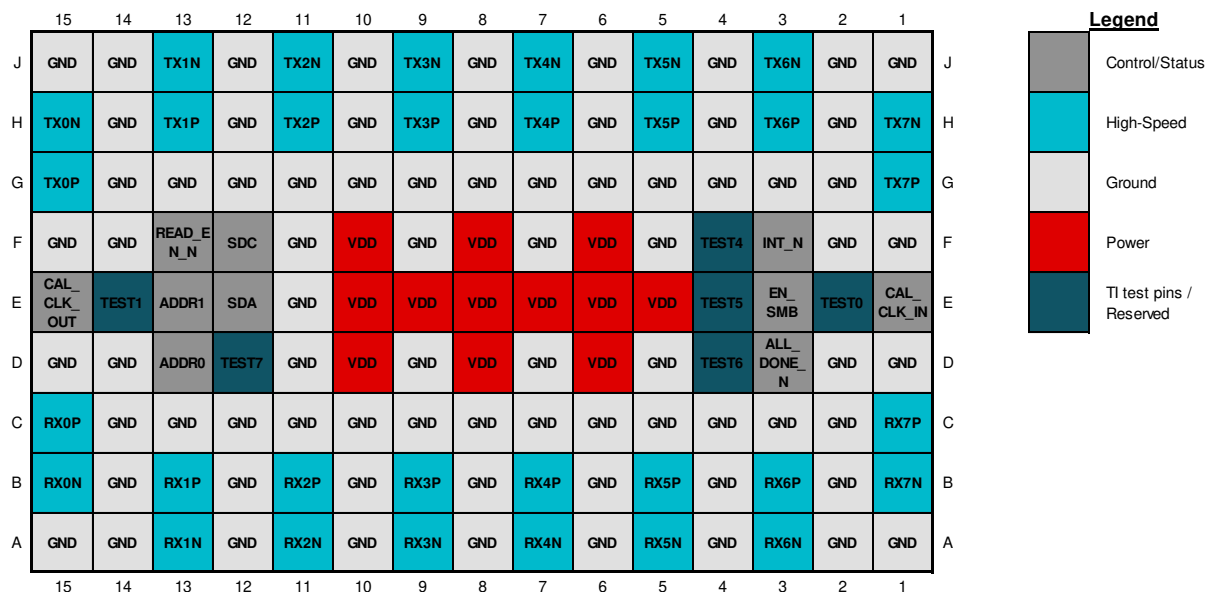 15 14 13 12 11 10 9 8 7 6 5 4 3 2 1
Legend
J GND GND TX1N GND TX2N GND TX3N GND TX4N GND TX5N GND TX6N GND GND J
Control/Status
H TX0N GND TX1P GND TX2P GND TX3P GND TX4P GND TX5P GND TX6P GND TX7N H
High-Speed
G TX0P GND GND GND GND GND GND GND GND GND GND GND GND GND TX7P G
Ground
F GND GND READ_E N_N SDC GND VDD GND VDD GND VDD GND TEST4 INT_N GND GND F
Power
E CAL_ CLK_ OUT TEST1 ADDR1 SDA GND VDD VDD VDD VDD VDD VDD TEST5 EN_ SMB TEST0 CAL_ CLK_IN E
TI test pins /
Reserved
D GND GND ADDR0 TEST7 GND VDD GND VDD GND VDD GND TEST6 ALL_ DONE_ N GND GND D
C RX0P GND GND GND GND GND GND GND GND GND GND GND GND GND RX7P C
B RX0N GND RX1P GND RX2P GND RX3P GND RX4P GND RX5P GND RX6P GND RX7N B
A GND GND RX1N GND RX2N GND RX3N GND RX4N GND RX5N GND RX6N GND GND A
15 14 13 12 11 10 9 8 7 6 5 4 3 2 1